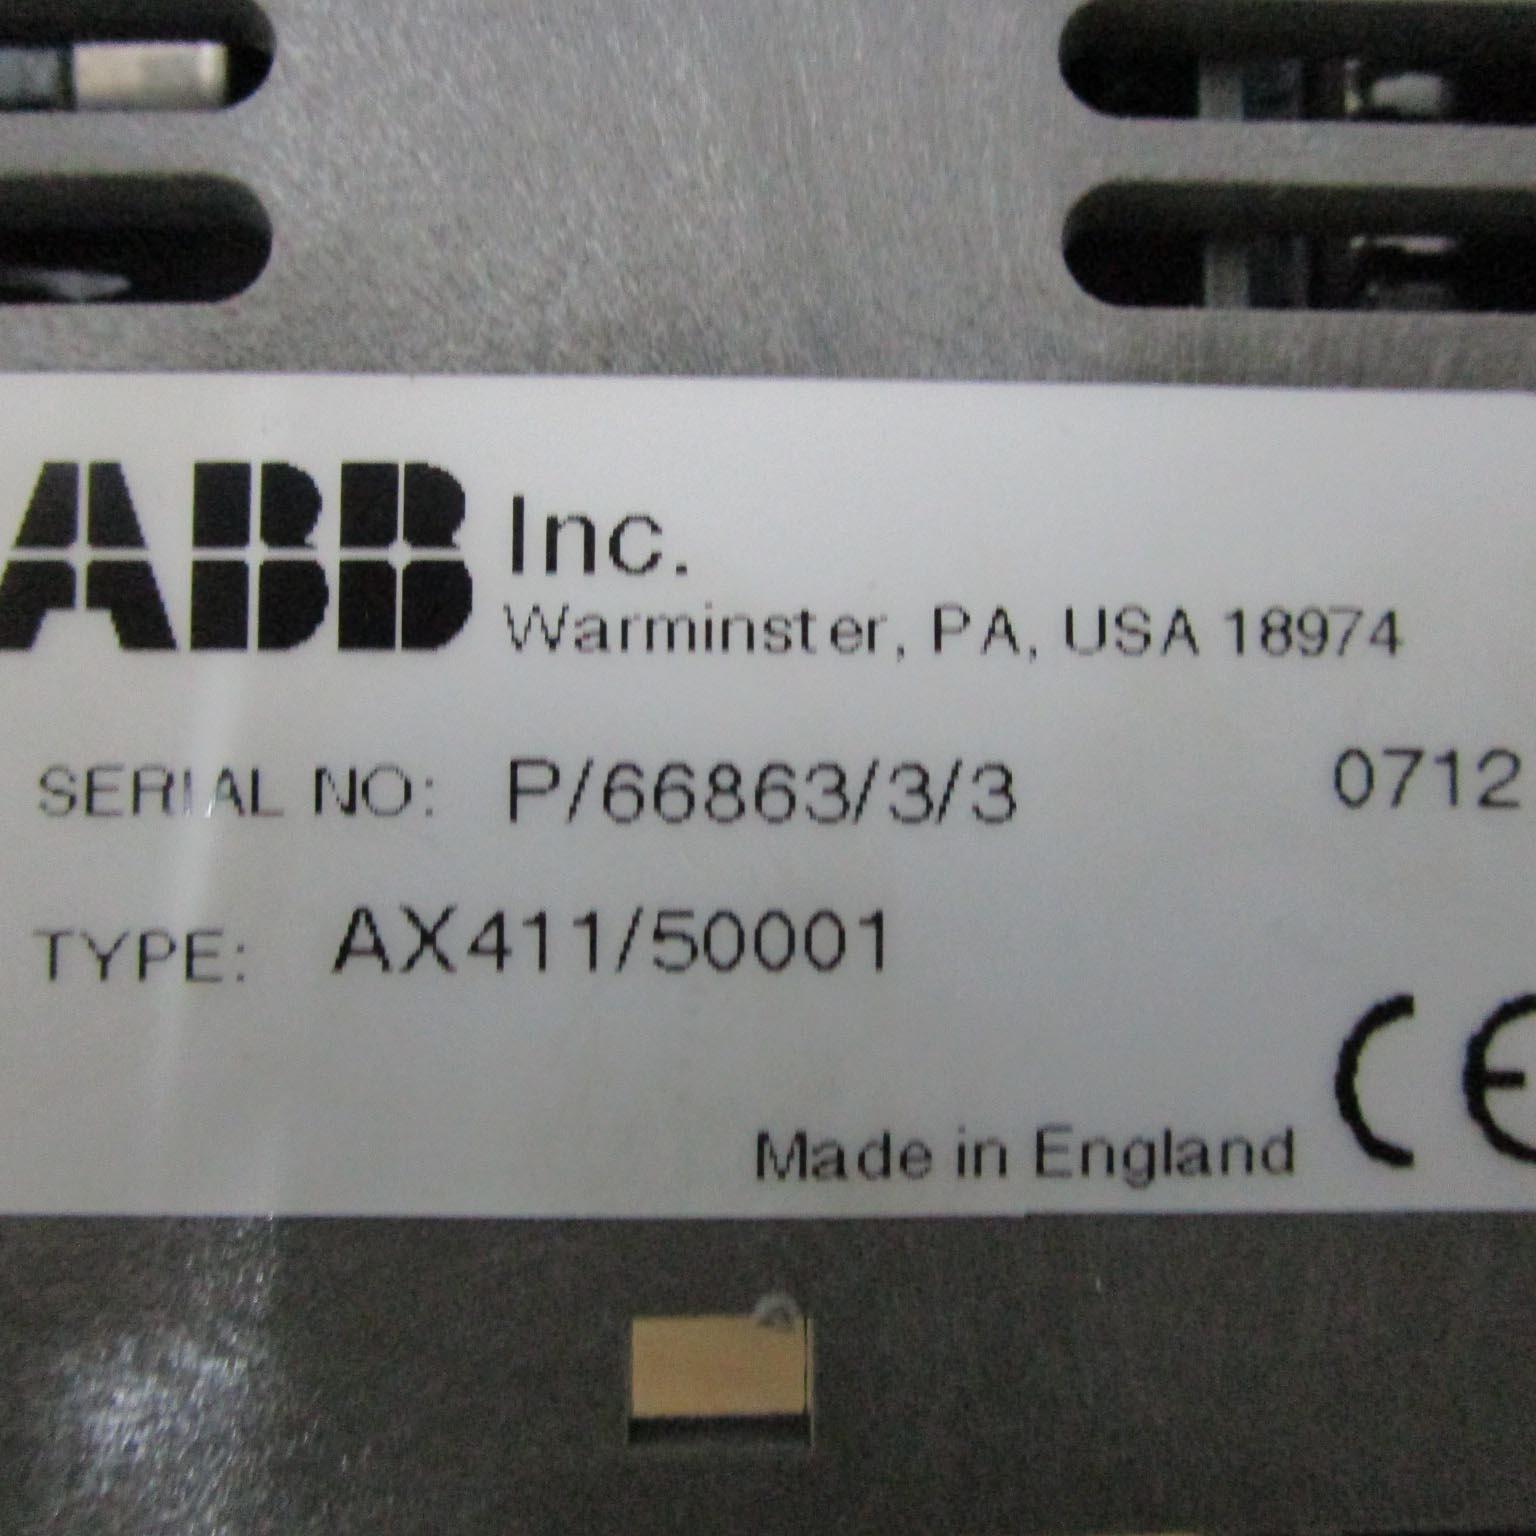 ABB Inc.
Warminster, PA, USA 18974
SERIAL NO: P/66863/3/3 0712
TYPE: AX411/50001
Made in England CE